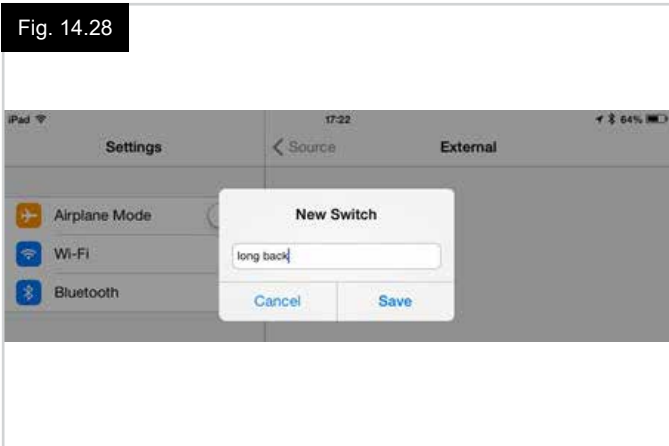 Fig. 14.28
iPad 17:22 64%
Settings < Source External
New Switch
Airplane Mode
long back
Wi-Fi
Bluetooth
Cancel Save